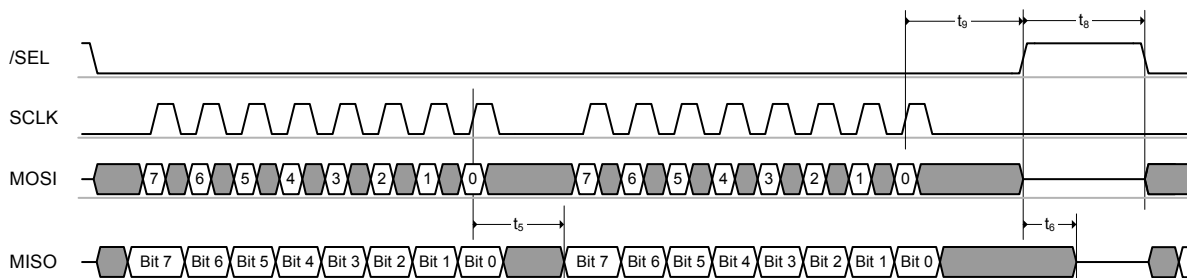 t₉ t₈
/SEL
SCLK
MOSI 7 6 5 4 3 2 1 0 7 6 5 4 3 2 1 0
t₅ t₆
MISO Bit 7 Bit 6 Bit 5 Bit 4 Bit 3 Bit 2 Bit 1 Bit 0 Bit 7 Bit 6 Bit 5 Bit 4 Bit 3 Bit 2 Bit 1 Bit 0